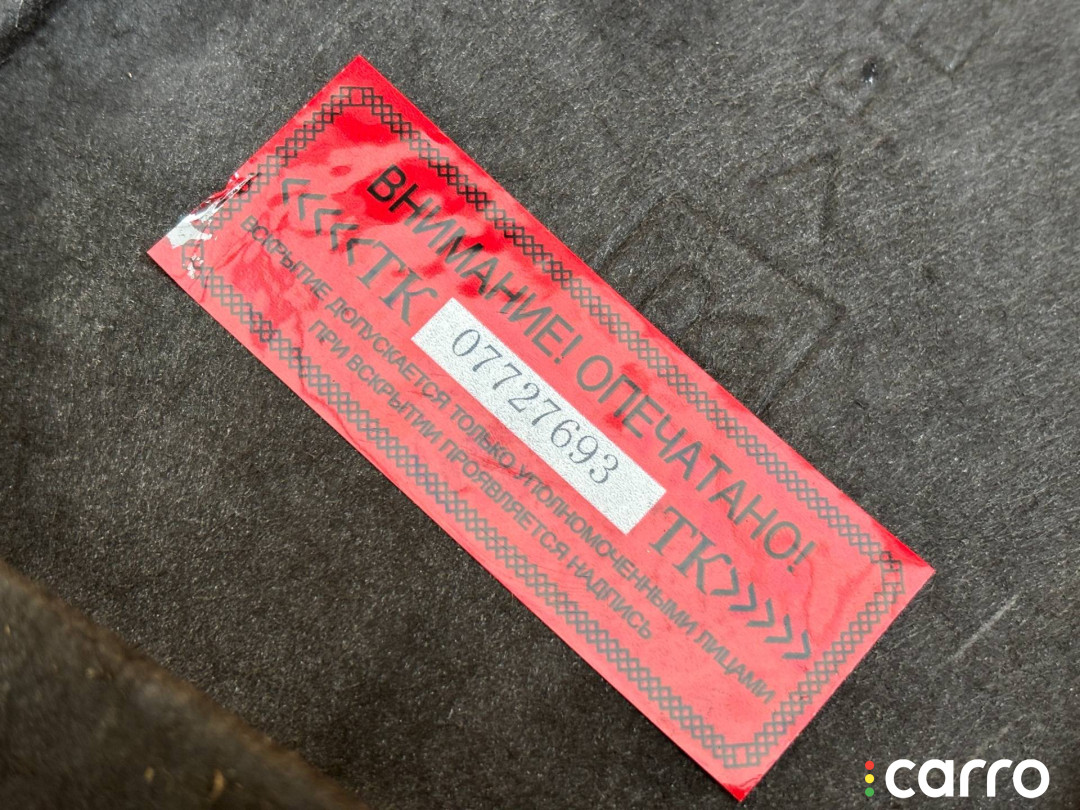 ВНИМАНИЕ! ОПЕЧАТАНО!
<<<<ТК 07727693 ТК>>>>
ВСКРЫТИЕ ДОПУСКАЕТСЯ ТОЛЬКО УПОЛНОМОЧЕННЫМИ ЛИЦАМИ
ПРИ ВСКРЫТИИ ПРОЯВЛЯЕТСЯ НАДПИСЬ
carro